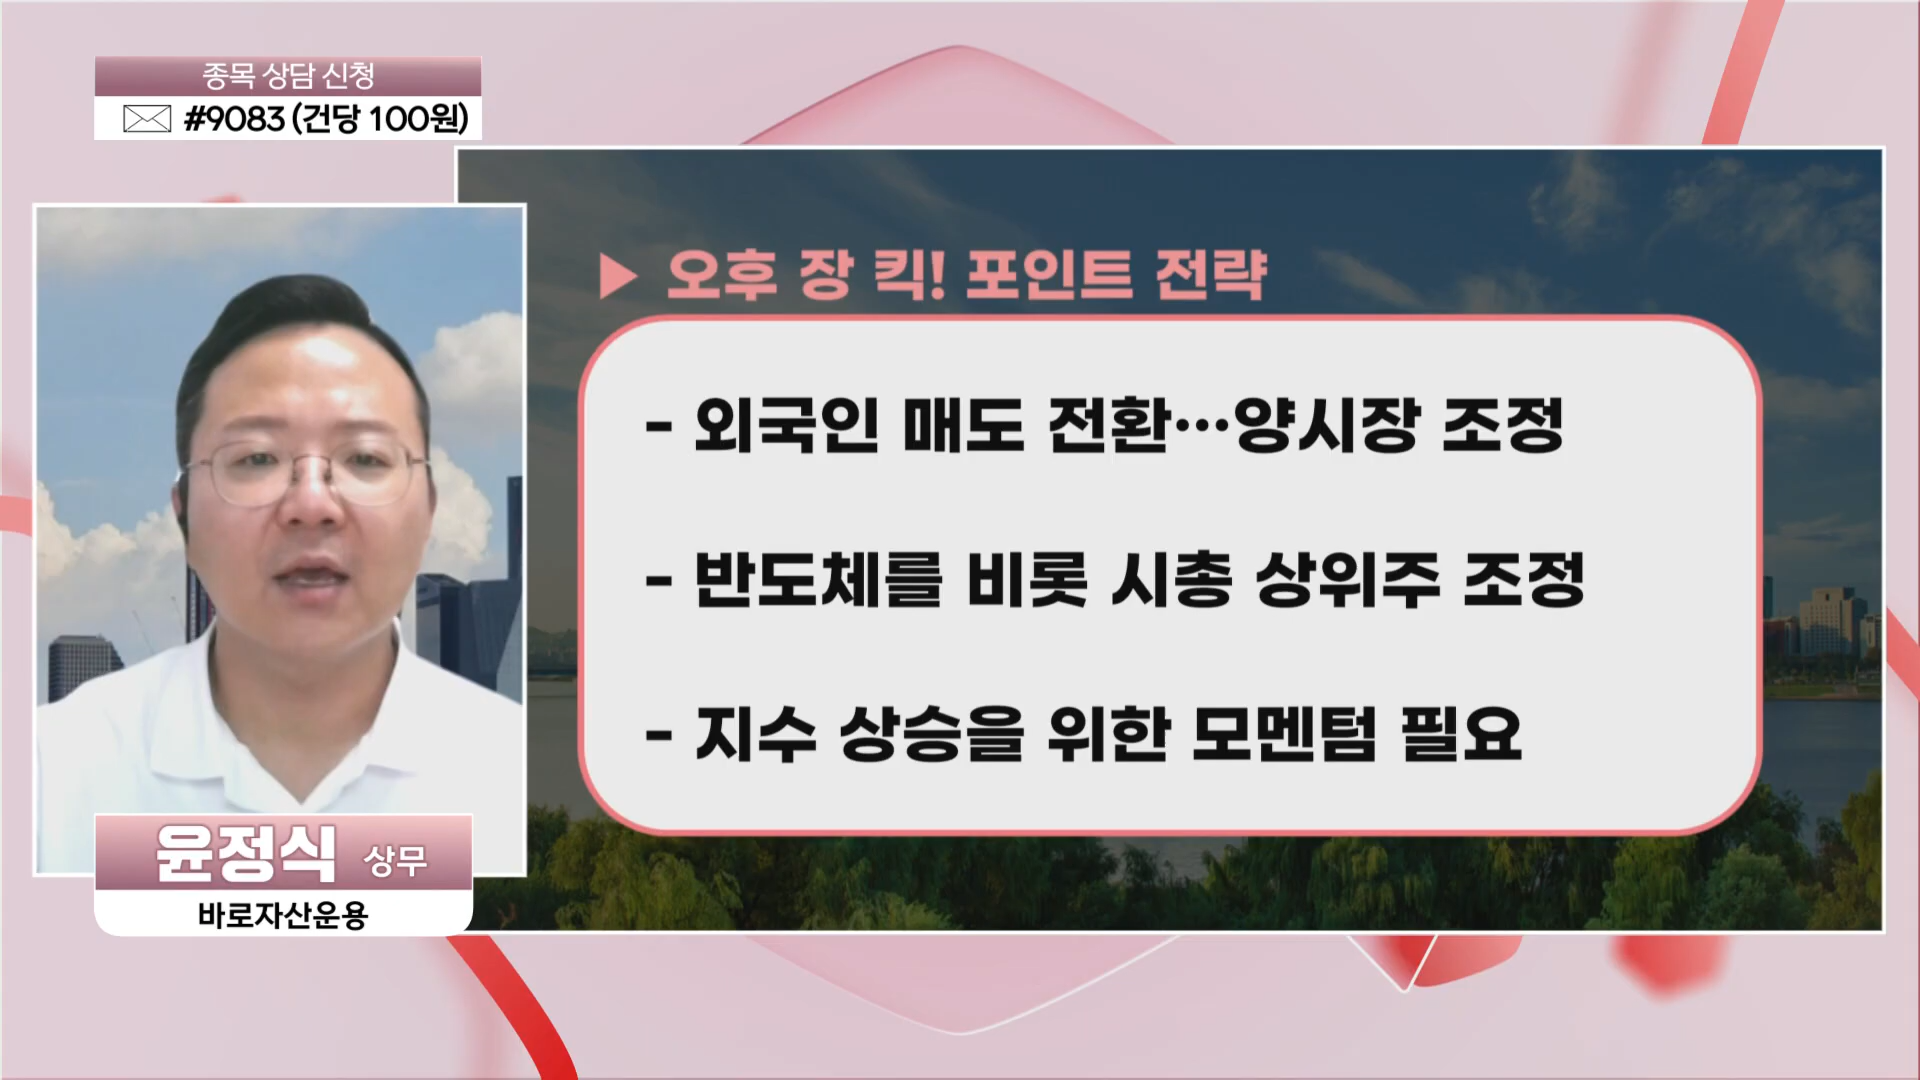 종목 상담 신청
#9083 (건당 100원)
▶ 오후 장 킥! 포인트 전략
- 외국인 매도 전환…양시장 조정
- 반도체를 비롯 시총 상위주 조정
- 지수 상승을 위한 모멘텀 필요
윤정식 상무
바로자산운용